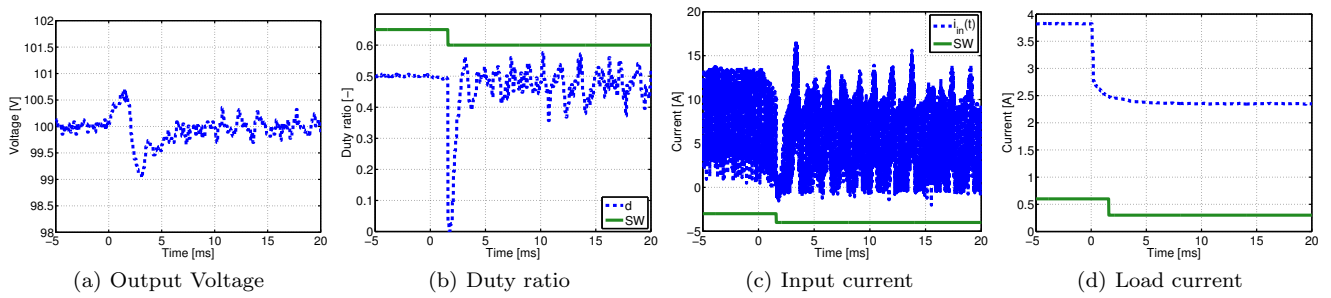 102
101.5
101
100.5
100
99.5
99
98.5
98
Voltage [V]
−5 0 5 10 15 20
Time [ms]
(a) Output Voltage
0.6
0.5
0.4
0.3
0.2
0.1
0
Duty ratio [−]
d
SW
−5 0 5 10 15 20
Time [ms]
(b) Duty ratio
20
15
10
5
0
−5
Current [A]
i_in(t)
SW
−5 0 5 10 15 20
Time [ms]
(c) Input current
4
3.5
3
2.5
2
1.5
1
0.5
0
Current [A]
−5 0 5 10 15 20
Time [ms]
(d) Load current